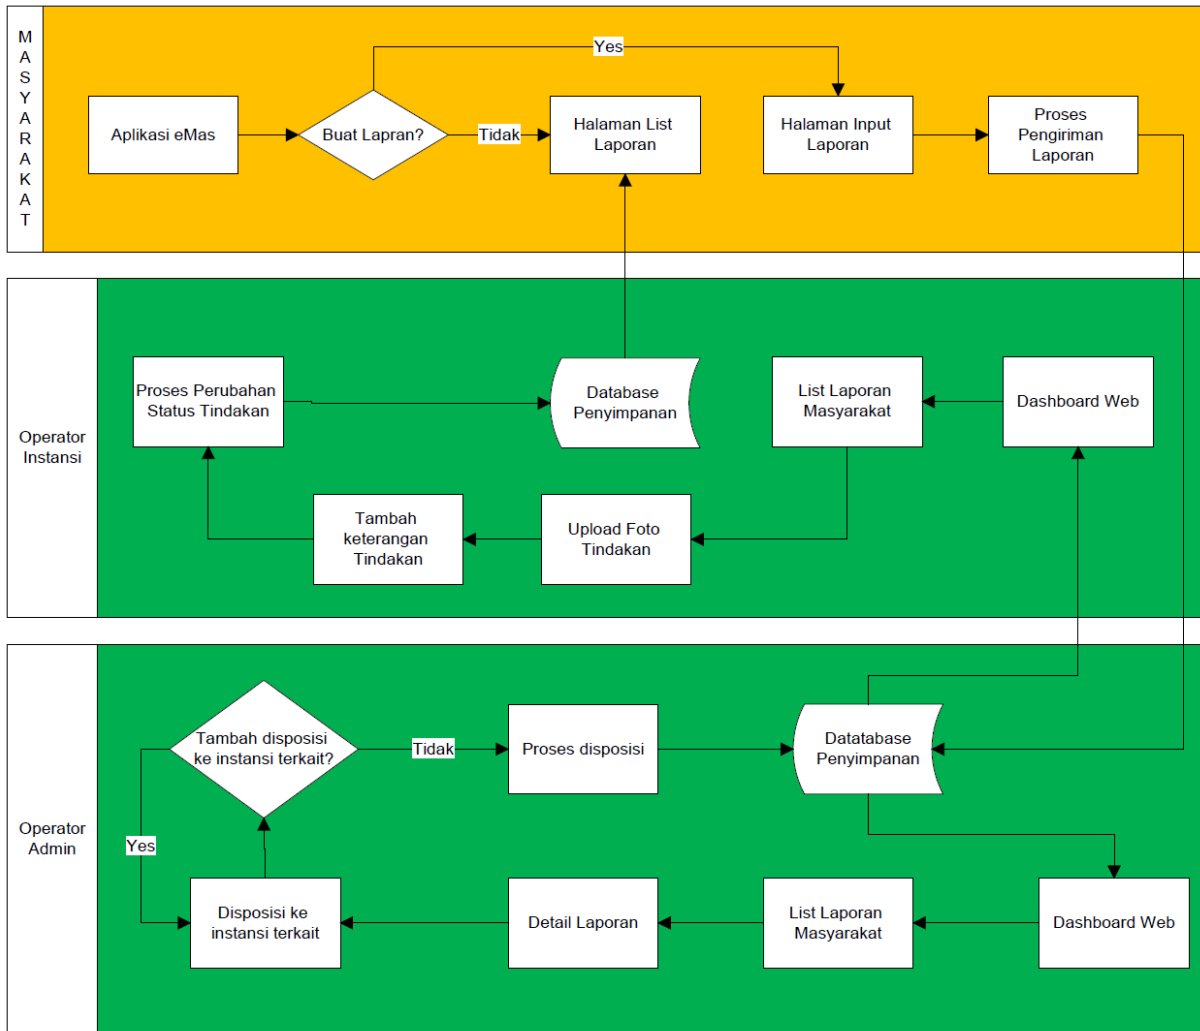 MASYARAKAT
Yes
Aplikasi eMas
Buat Lapran?
Tidak
Halaman List
Laporan
Halaman Input
Laporan
Proses
Pengiriman
Laporan
Operator
Instansi
Proses Perubahan
Status Tindakan
Database
Penyimpanan
List Laporan
Masyarakat
Dashboard Web
Tambah
keterangan
Tindakan
Upload Foto
Tindakan
Operator
Admin
Tambah disposisi
ke instansi terkait?
Tidak
Proses disposisi
Datatabase
Penyimpanan
Yes
Disposisi ke
instansi terkait
Detail Laporan
List Laporan
Masyarakat
Dashboard Web